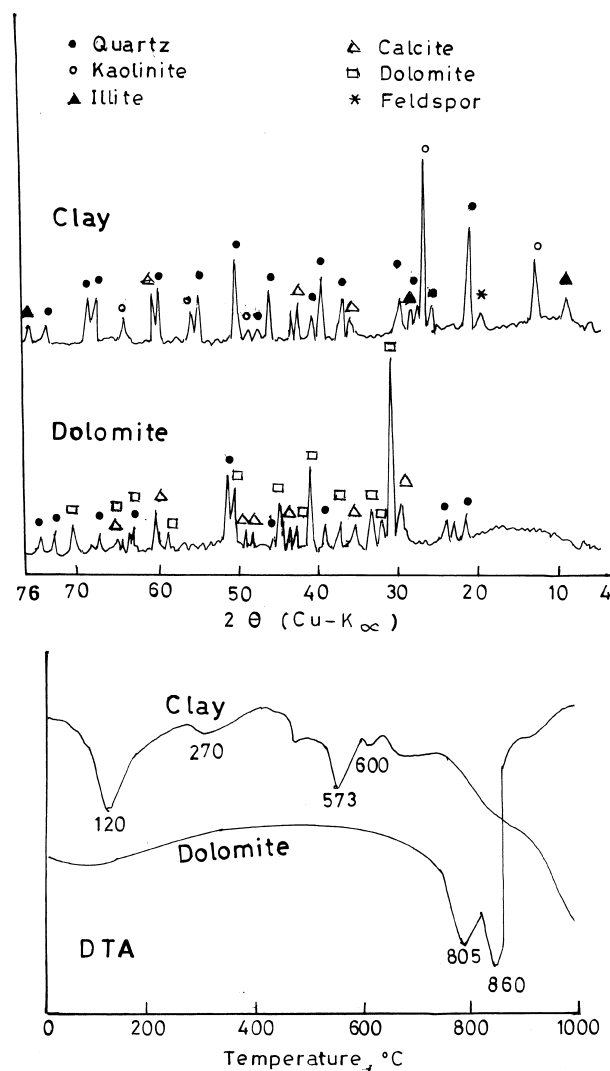 Quartz
Kaolinite
Illite
Calcite
Dolomite
Feldspor
Clay
Dolomite
76 70 60 50 40 30 20 10 4
2 θ (Cu-K∝)
Clay
270
600
120
573
Dolomite
DTA
805
860
0 200 400 600 800 1000
Temperature, °C